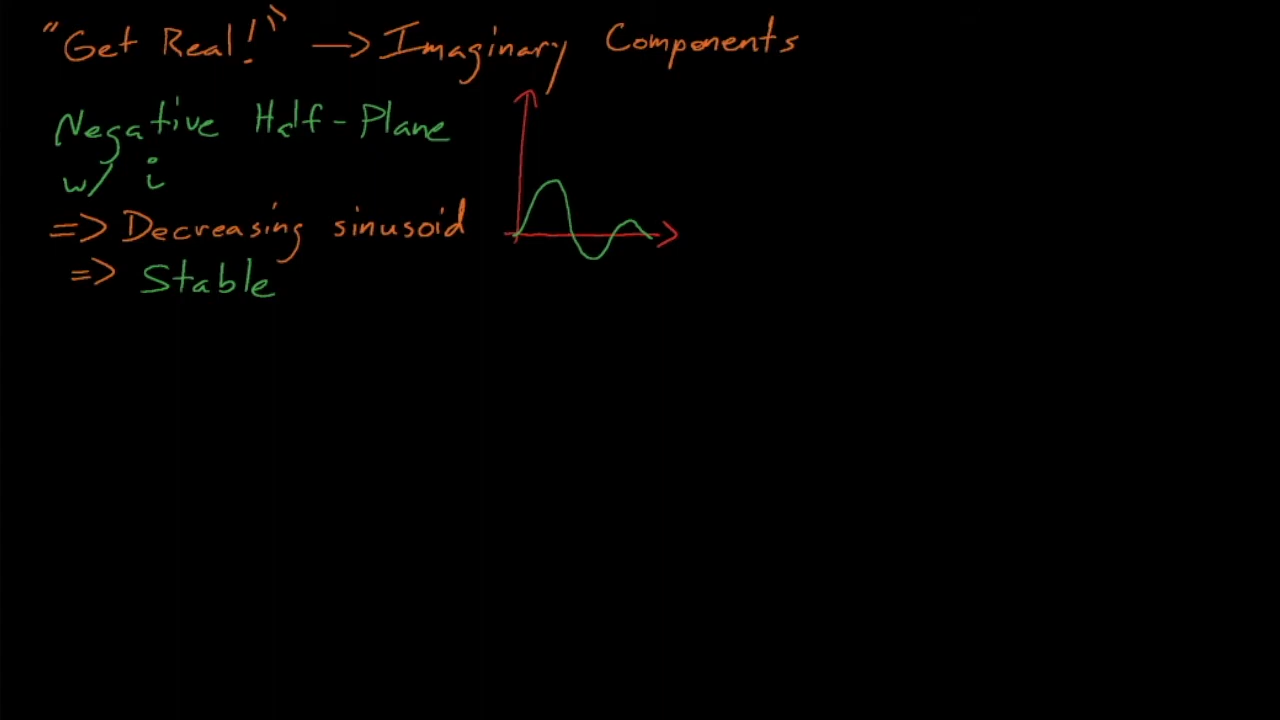 "Get Real!" → Imaginary Components
Negative Half-Plane
w/ i
=> Decreasing sinusoid
=> Stable